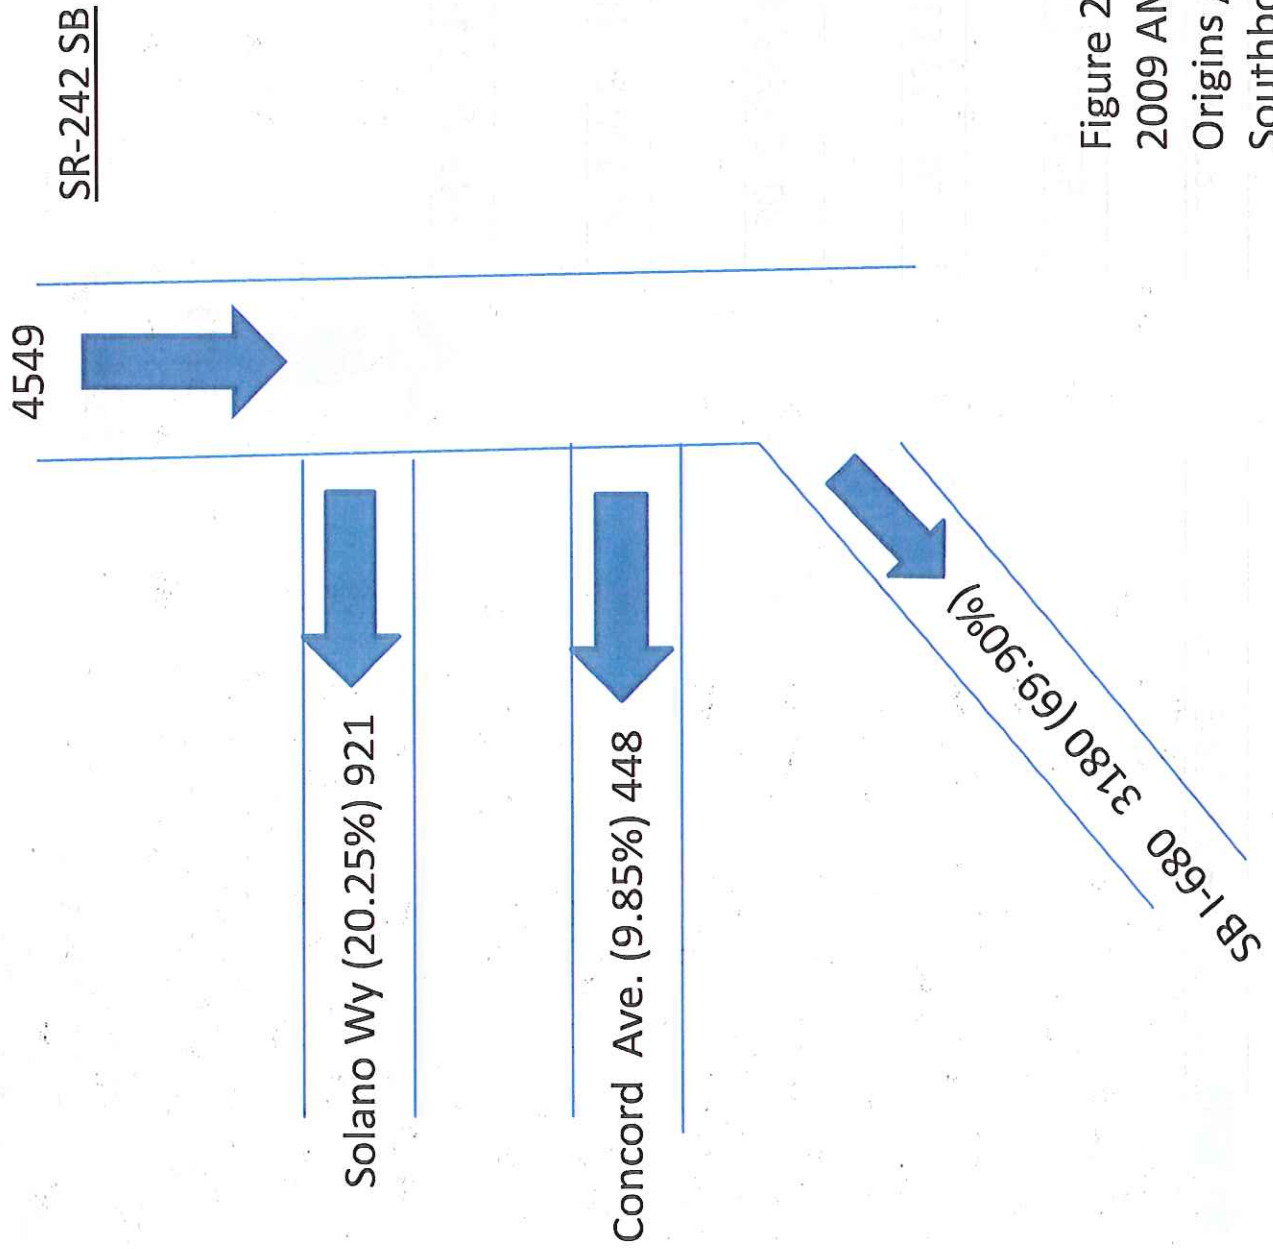 SR-242 SB
4549
Solano Wy (20.25%) 921
Concord Ave. (9.85%) 448
SB I-680 3180 (69.90%)
Figure 2
2009 AM
Origins